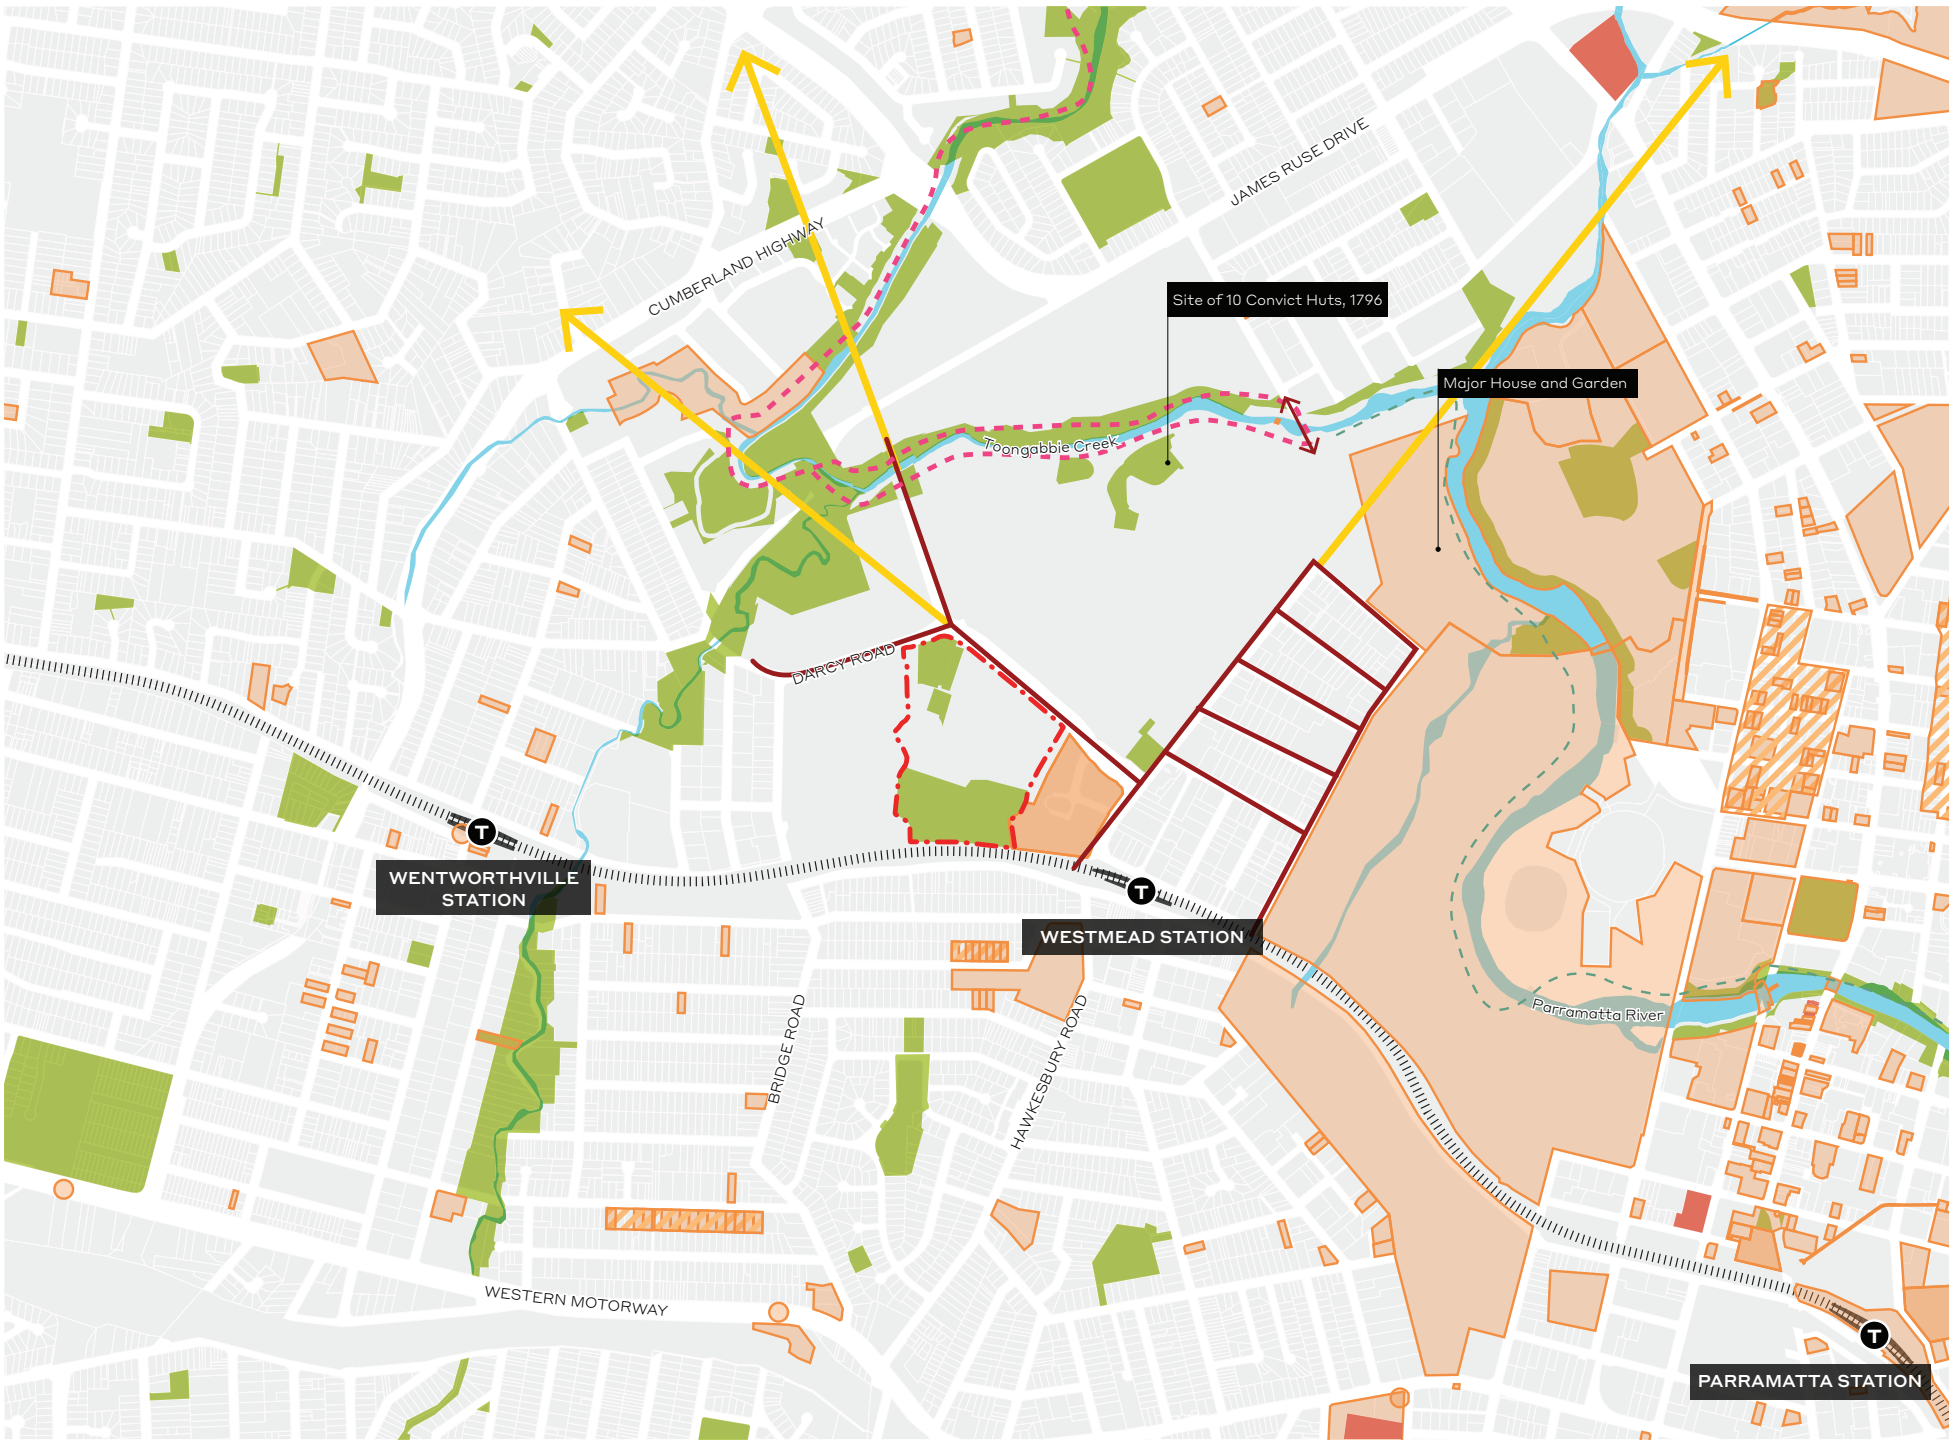 JAMES RUSE DRIVE
CUMBERLAND HIGHWAY
Site of 10 Convict Huts, 1796
Major House and Garden
Toongabbie Creek
DARCY ROAD
T
WENTWORTHVILLE
STATION
T
WESTMEAD STATION
BRIDGE ROAD
HAWKESBURY ROAD
Parramatta River
WESTERN MOTORWAY
T
PARRAMATTA STATION